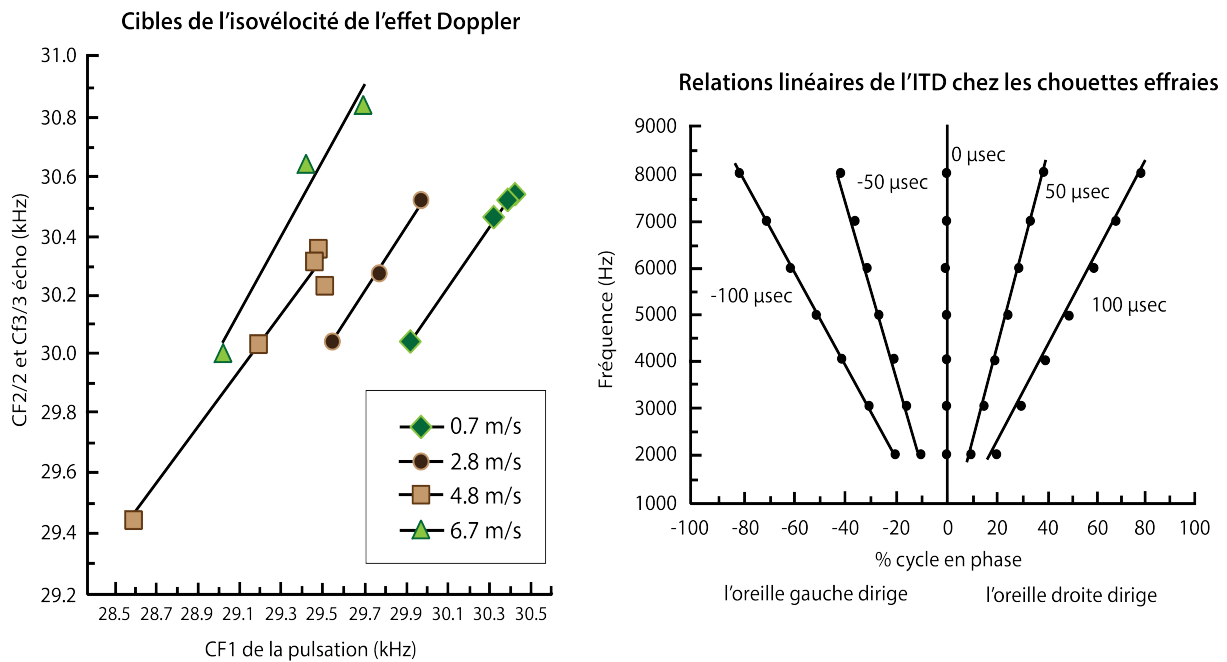 Cibles de l’isovélocité de l’effet Doppler
31.0
30.8
30.6
30.4
30.2
30.0
29.8
29.6
29.4
29.2
CF2/2 et Cf3/3 écho (kHz)
0.7 m/s
2.8 m/s
4.8 m/s
6.7 m/s
28.5 28.7 28.9 29.1 29.3 29.5 29.7 29.9 30.1 30.3 30.5
CF1 de la pulsation (kHz)
Relations linéaires de l’ITD chez les chouettes effraies
9000
8000
7000
6000
5000
4000
3000
2000
1000
Fréquence (Hz)
0 µsec
-50 µsec
50 µsec
-100 µsec
100 µsec
-100 -80 -60 -40 -20 0 20 40 60 80 100
% cycle en phase
l’oreille gauche dirige
l’oreille droite dirige